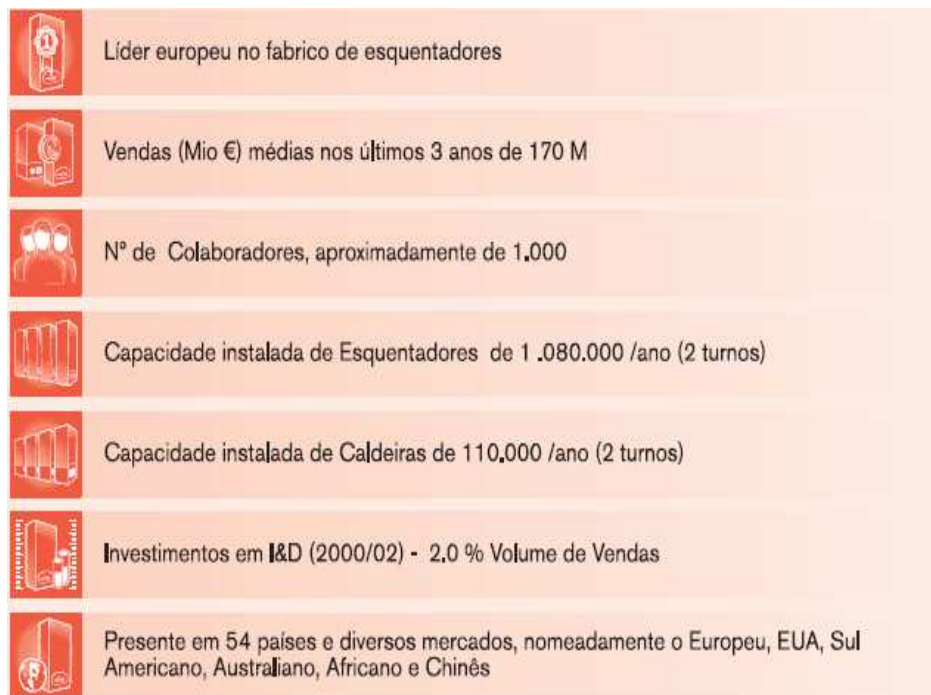 Líder europeu no fabrico de esquentadores
Vendas (Mio €) médias nos últimos 3 anos de 170 M
Nº de Colaboradores, aproximadamente de 1.000
Capacidade instalada de Esquentadores de 1 .080.000 /ano (2 turnos)
Capacidade instalada de Caldeiras de 110.000 /ano (2 turnos)
Investimentos em I&D (2000/02) - 2.0 % Volume de Vendas
Presente em 54 países e diversos mercados, nomeadamente o Europeu, EUA, Sul
Americano, Australiano, Africano e Chinês